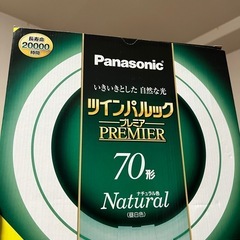 長寿命
20000
時間
Panasonic
いきいきとした 自然な光
ツインパルック
プレミア
PREMIER
70形
ナチュラル色
Natural
(昼白色)